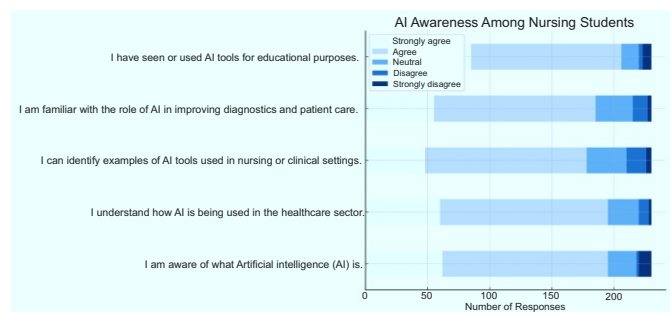 AI Awareness Among Nursing Students
Strongly agree
Agree
Neutral
Disagree
Strongly disagree
I have seen or used AI tools for educational purposes.
I am familiar with the role of AI in improving diagnostics and patient care.
I can identify examples of AI tools used in nursing or clinical settings.
I understand how AI is being used in the healthcare sector.
I am aware of what Artificial intelligence (AI) is.
0 50 100 150 200
Number of Responses